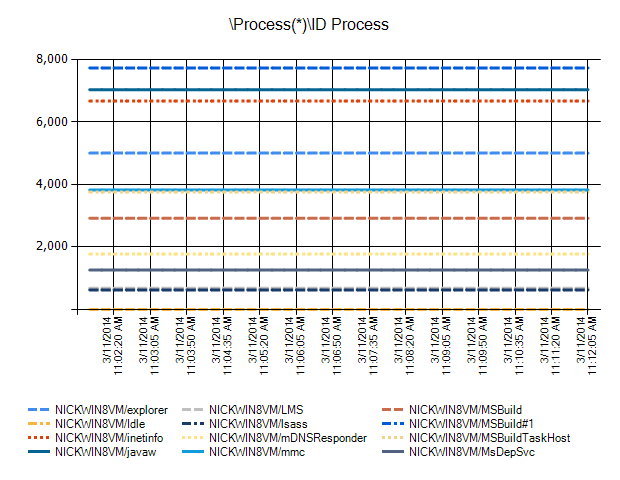 \Process(*)\ID Process
8,000
6,000
4,000
2,000
3/11/2014 11:02:20 AM
3/11/2014 11:03:05 AM
3/11/2014 11:03:50 AM
3/11/2014 11:04:35 AM
3/11/2014 11:05:20 AM
3/11/2014 11:06:05 AM
3/11/2014 11:06:50 AM
3/11/2014 11:07:35 AM
3/11/2014 11:08:20 AM
3/11/2014 11:09:05 AM
3/11/2014 11:09:50 AM
3/11/2014 11:10:35 AM
3/11/2014 11:11:20 AM
3/11/2014 11:12:05 AM
NICKWIN8VM/explorer
NICKWIN8VM/Idle
NICKWIN8VM/inetinfo
NICKWIN8VM/javaw
NICKWIN8VM/LMS
NICKWIN8VM/lsass
NICKWIN8VM/mDNSResponder
NICKWIN8VM/mmc
NICKWIN8VM/MSBuild
NICKWIN8VM/MSBuild#1
NICKWIN8VM/MSBuildTaskHost
NICKWIN8VM/MsDepSvc